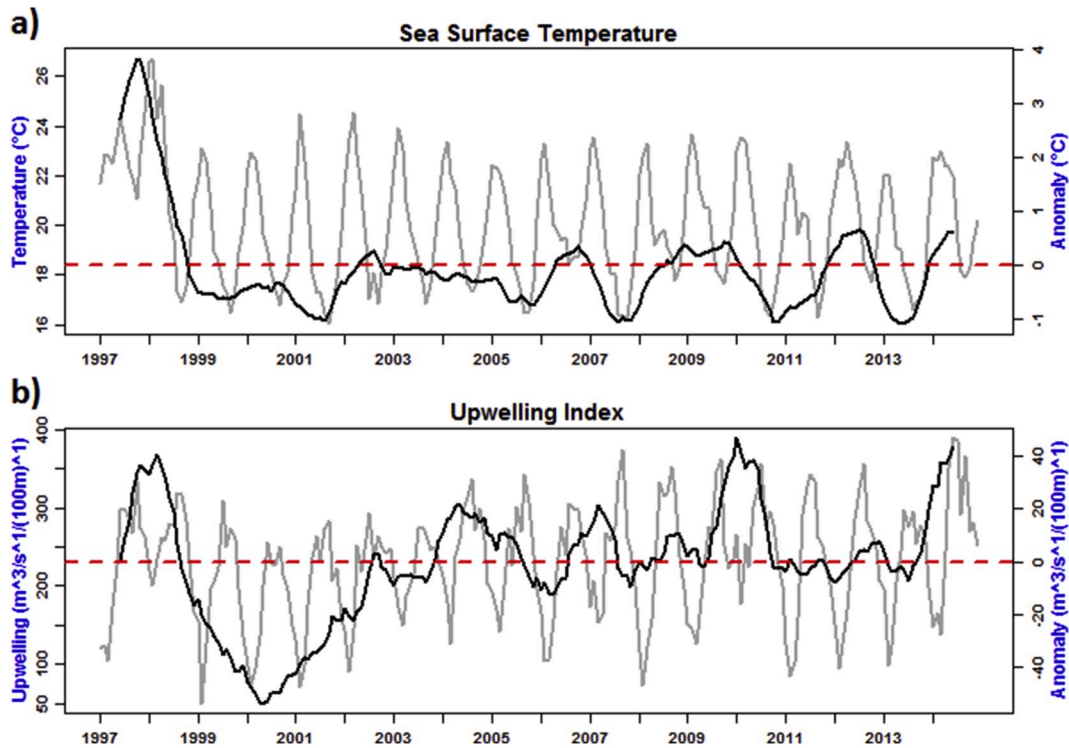 a)
Sea Surface Temperature
Temperature (°C)
26
24
22
20
18
16
4
3
2
1
0
-1
Anomaly (°C)
1997 1999 2001 2003 2005 2007 2009 2011 2013
b)
Upwelling Index
Upwelling (m^3/s^1/(100m)^1)
400
300
200
100
50
40
20
0
-20
-40
Anomaly (m^3/s^1/(100m)^1)
1997 1999 2001 2003 2005 2007 2009 2011 2013